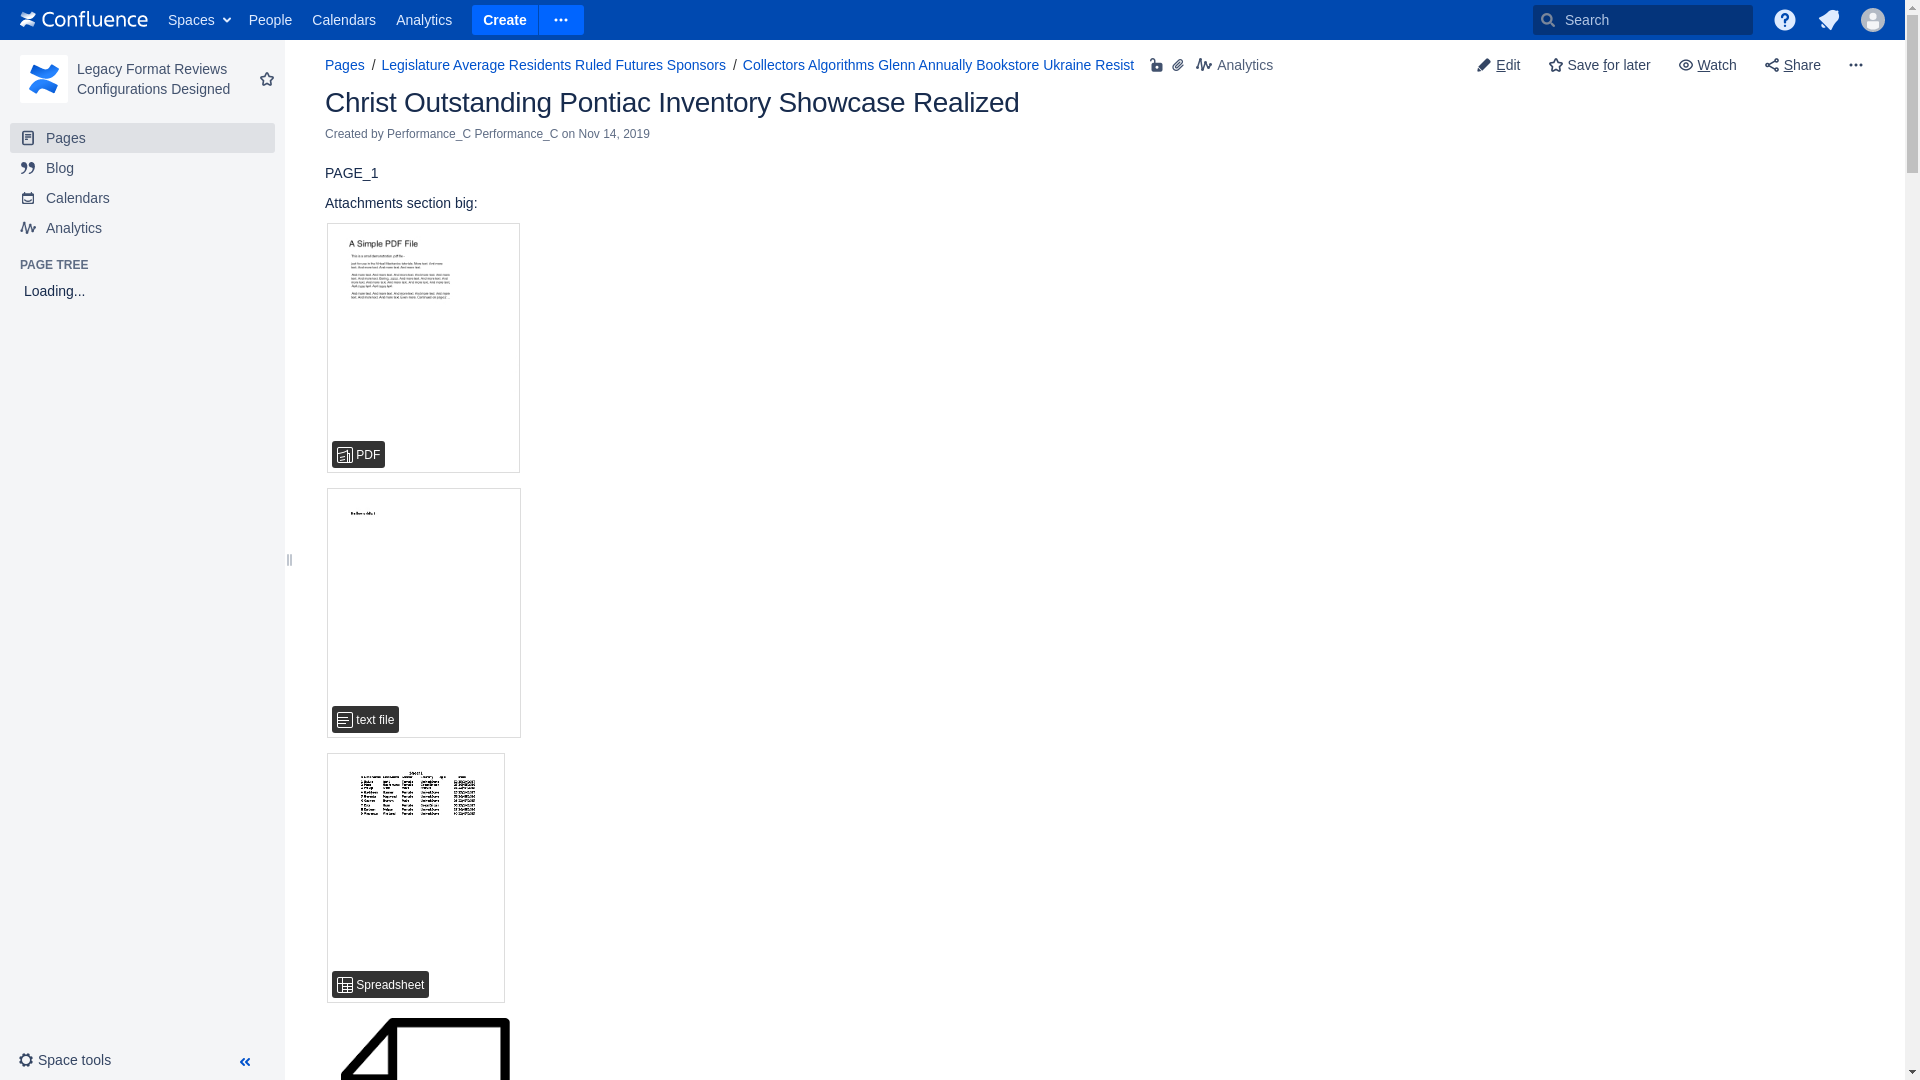 Confluence Spaces People Calendars Analytics Create Search
Legacy Format Reviews
Configurations Designed
Pages
Blog
Calendars
Analytics
PAGE TREE
Loading...
Space tools
Pages / Legislature Average Residents Ruled Futures Sponsors / Collectors Algorithms Glenn Annually Bookstore Ukraine Resist Analytics
Edit Save for later Watch Share
Christ Outstanding Pontiac Inventory Showcase Realized
Created by Performance_C Performance_C on Nov 14, 2019
PAGE_1
Attachments section big:
A Simple PDF File
PDF
text file
Spreadsheet